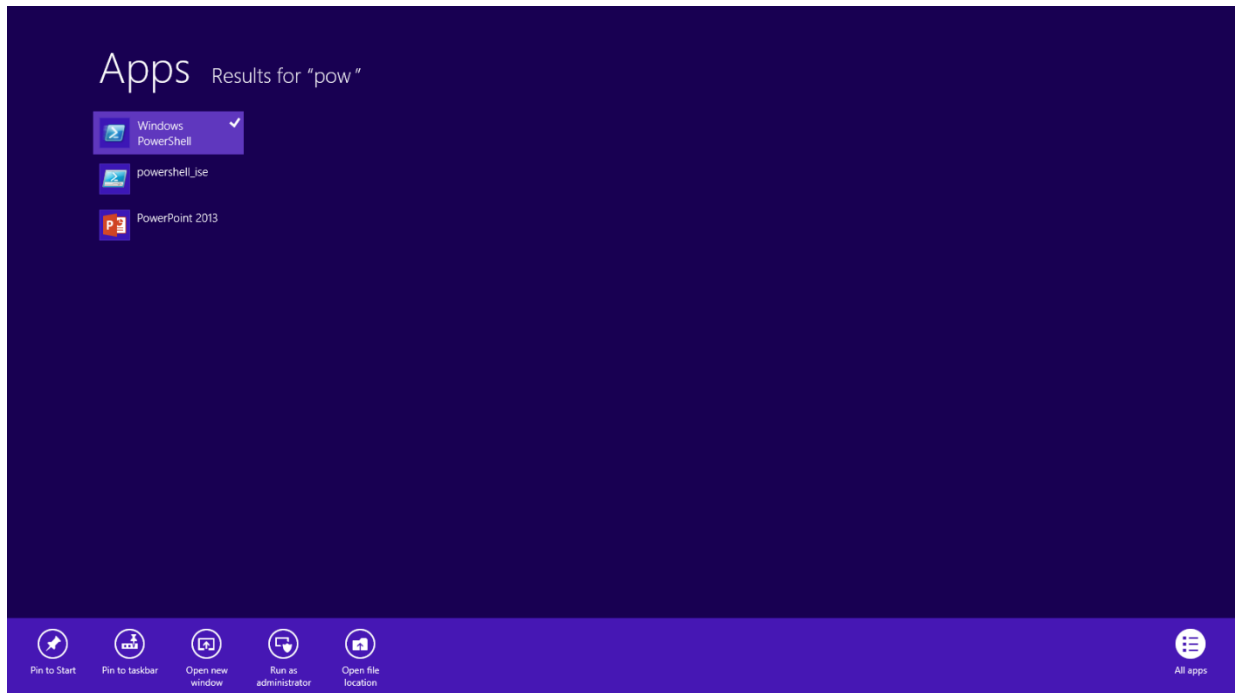 Apps Results for "pow"
Windows
PowerShell
powershell_ise
PowerPoint 2013
Pin to Start
Pin to taskbar
Open new
window
Run as
administrator
Open file
location
All apps